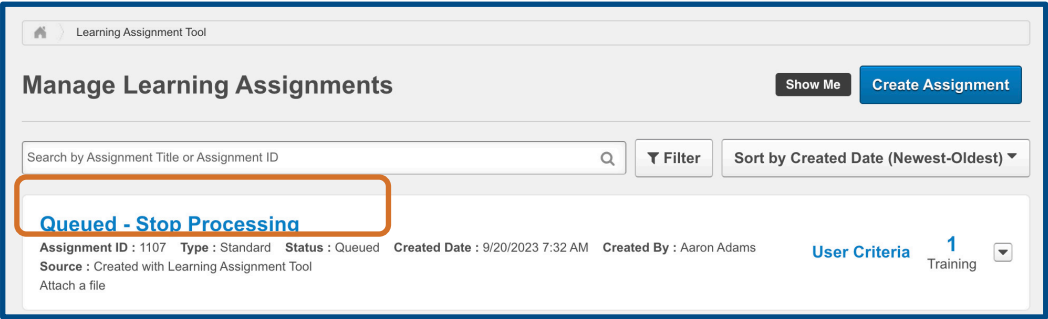 Learning Assignment Tool
Manage Learning Assignments
Show Me
Create Assignment
Search by Assignment Title or Assignment ID
Filter
Sort by Created Date (Newest-Oldest)
Queued - Stop Processing
Assignment ID : 1107 Type : Standard Status : Queued Created Date : 9/20/2023 7:32 AM Created By : Aaron Adams
Source : Created with Learning Assignment Tool
Attach a file
User Criteria
1
Training